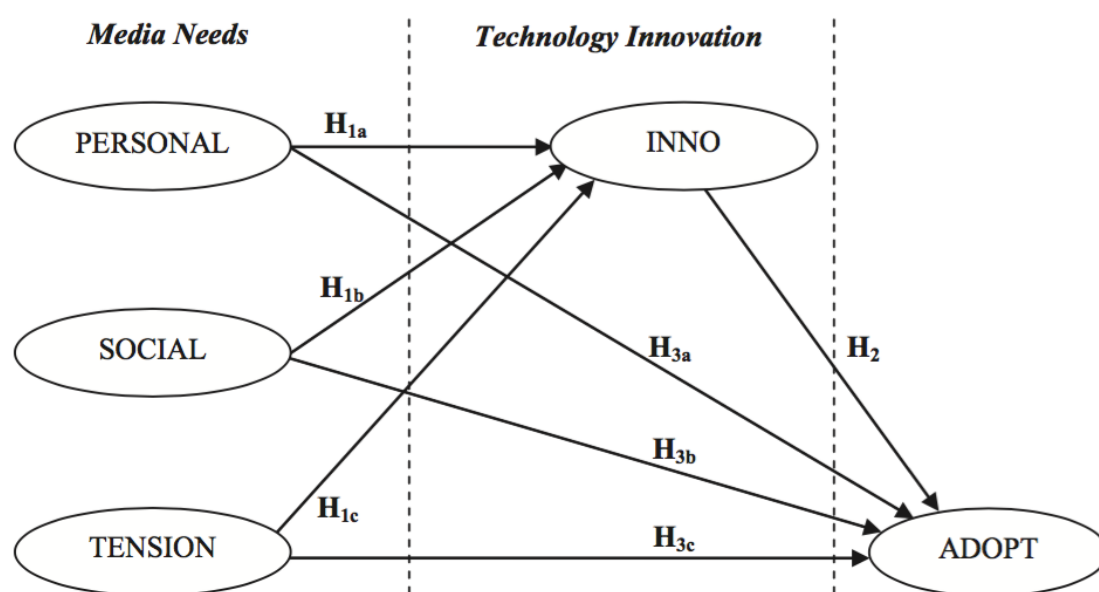 Media Needs
Technology Innovation
PERSONAL
H1a
INNO
H1b
SOCIAL
H3a
H2
H3b
H1c
TENSION
H3c
ADOPT